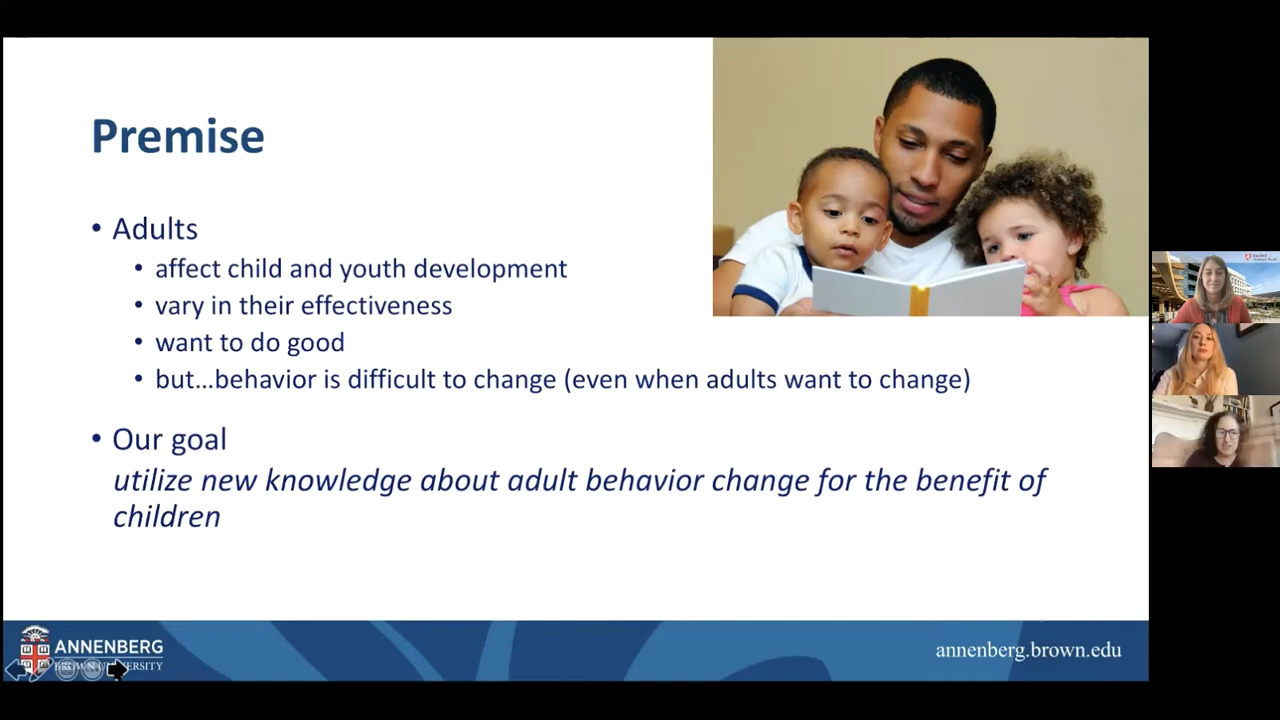 Premise
• Adults
• affect child and youth development
• vary in their effectiveness
• want to do good
• but...behavior is difficult to change (even when adults want to change)
• Our goal
utilize new knowledge about adult behavior change for the benefit of
children
ANNENBERG
BROWN UNIVERSITY
annenberg.brown.edu